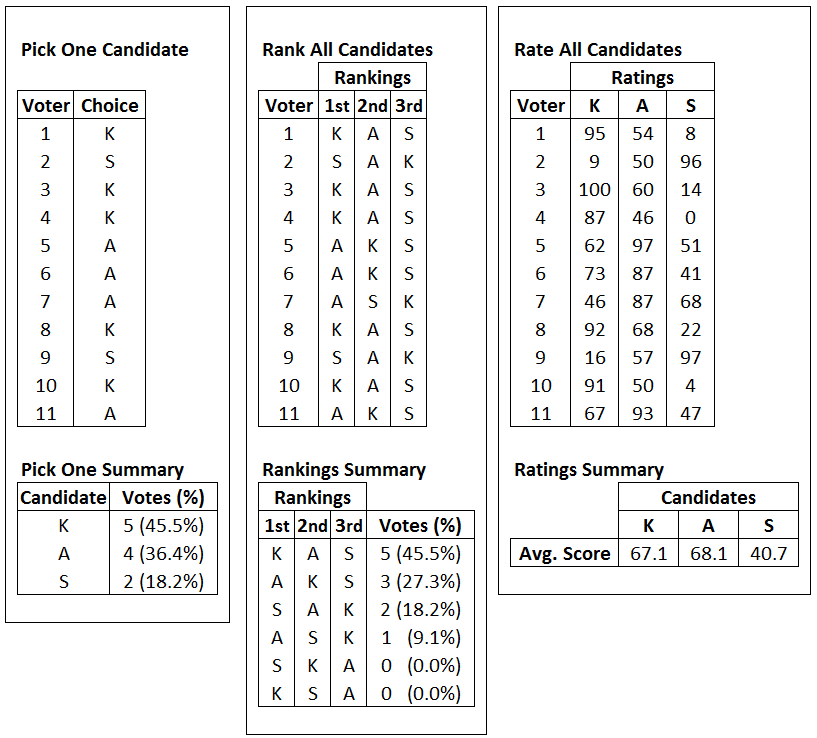 Pick One Candidate
Voter Choice
1 K
2 S
3 K
4 K
5 A
6 A
7 A
8 K
9 S
10 K
11 A
Pick One Summary
Candidate Votes (%)
K 5 (45.5%)
A 4 (36.4%)
S 2 (18.2%)
Rank All Candidates
Rankings
Voter 1st 2nd 3rd
1 K A S
2 S A K
3 K A S
4 K A S
5 A K S
6 A K S
7 A S K
8 K A S
9 S A K
10 K A S
11 A K S
Rankings Summary
Rankings
1st 2nd 3rd Votes (%)
K A S 5 (45.5%)
A K S 3 (27.3%)
S A K 2 (18.2%)
A S K 1 (9.1%)
S K A 0 (0.0%)
K S A 0 (0.0%)
Rate All Candidates
Ratings
Voter K A S
1 95 54 8
2 9 50 96
3 100 60 14
4 87 46 0
5 62 97 51
6 73 87 41
7 46 87 68
8 92 68 22
9 16 57 97
10 91 50 4
11 67 93 47
Ratings Summary
Candidates
K A S
Avg. Score 67.1 68.1 40.7